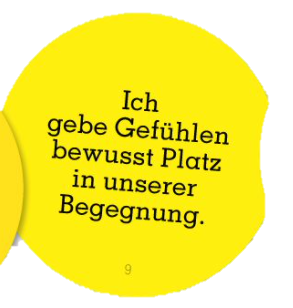 Ich
gebe Gefühlen
bewusst Platz
in unserer
Begegnung.
9